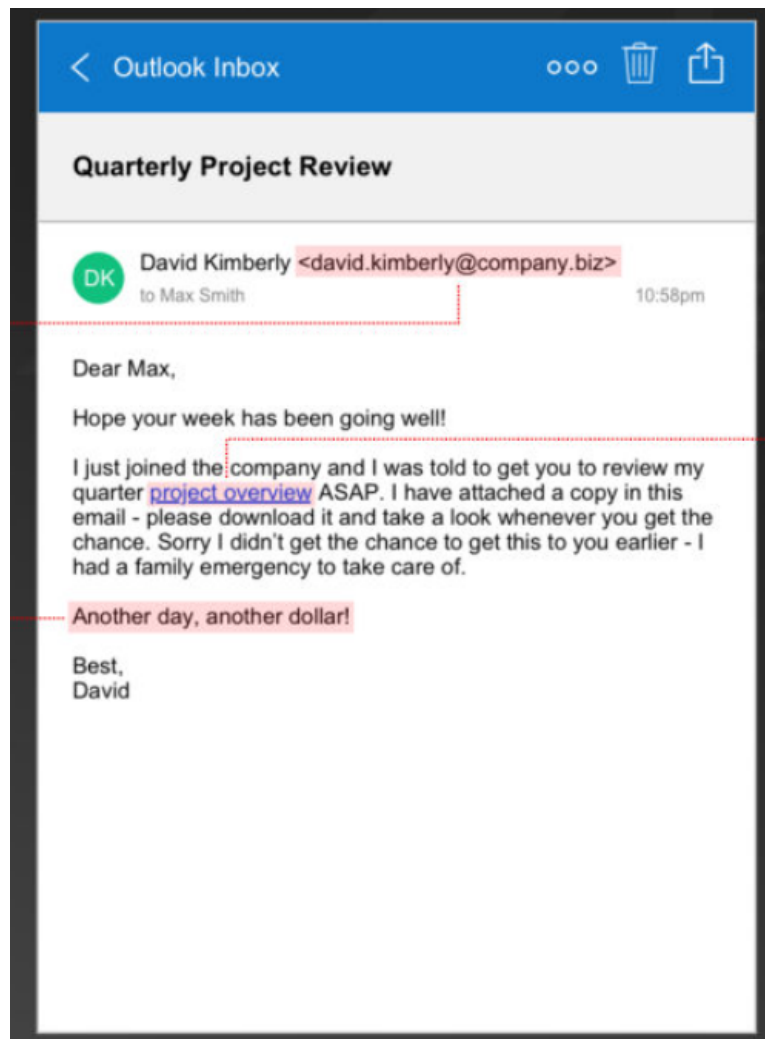 Outlook Inbox
Quarterly Project Review
DK
David Kimberly <david.kimberly@company.biz>
to Max Smith
10:58pm
Dear Max,
Hope your week has been going well!
I just joined the company and I was told to get you to review my
quarter project overview ASAP. I have attached a copy in this
email - please download it and take a look whenever you get the
chance. Sorry I didn't get the chance to get this to you earlier - I
had a family emergency to take care of.
Another day, another dollar!
Best,
David